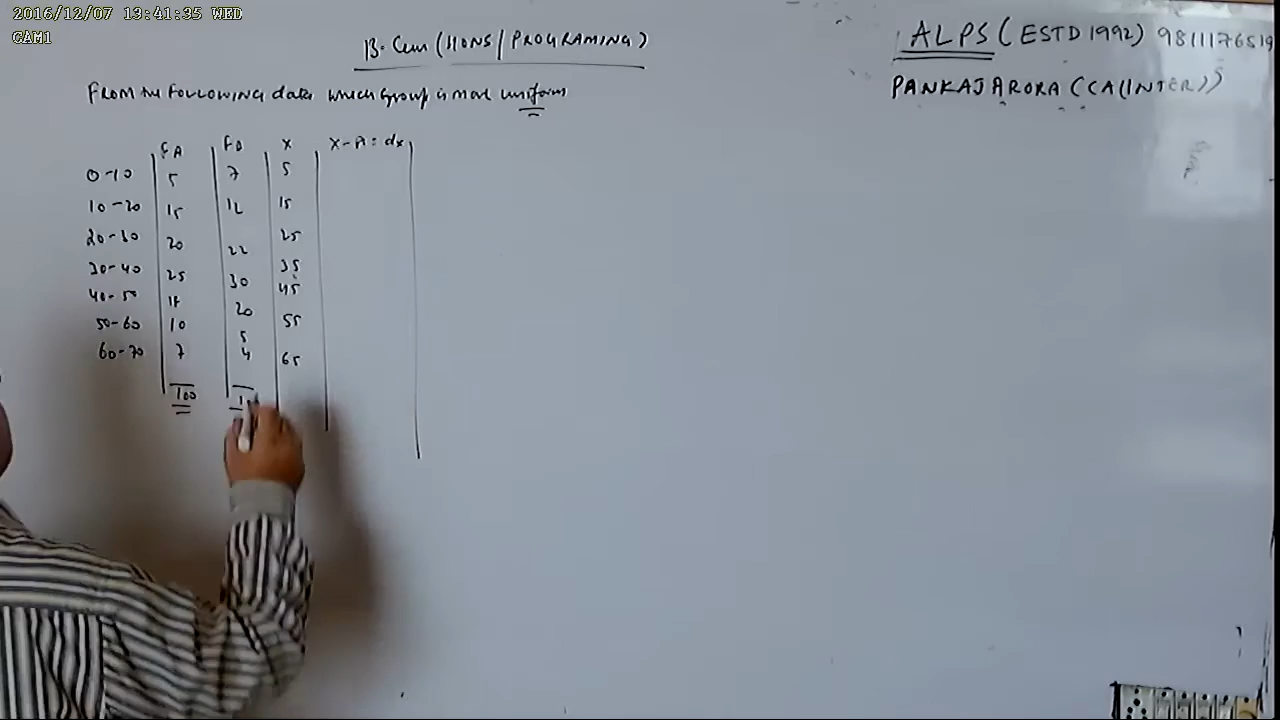 2016/12/07 13:41:35 WED
CAM1
B.Com (HONS/PROGRAMING)
ALPS (ESTD 1992) 9811176519
PANKAJ ARORA (CA(INTER))
FROM the FOLLOWING data which group is more uniform
FA FB X X-A=dx
0-10 5 7 5
10-20 15 12 15
20-30 20 22 25
30-40 25 30 35
40-50 18 20 45
50-60 10 5 55
60-70 7 4 65
100